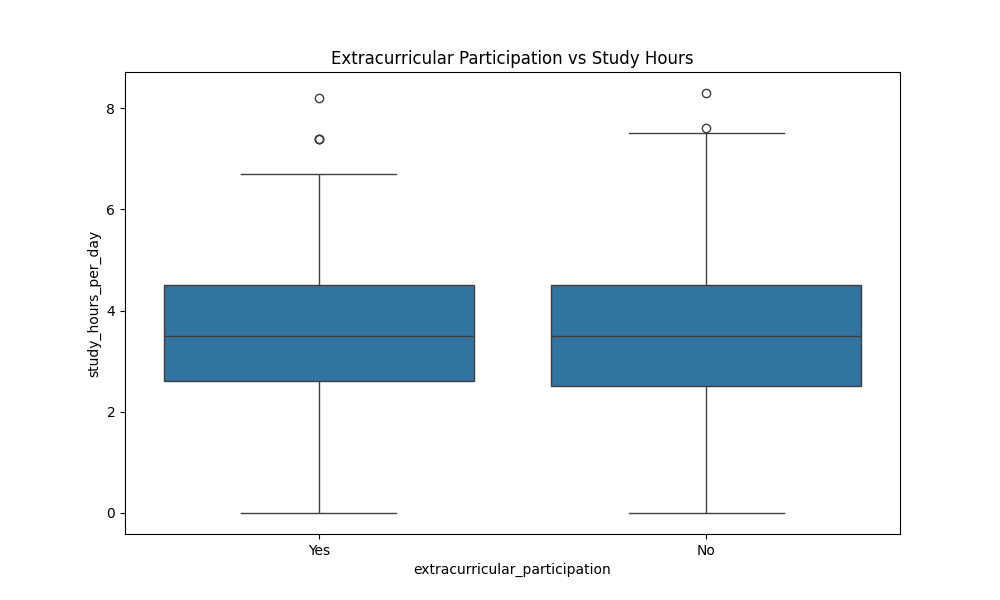 Extracurricular Participation vs Study Hours
8
6
4
2
0
study_hours_per_day
Yes
No
extracurricular_participation